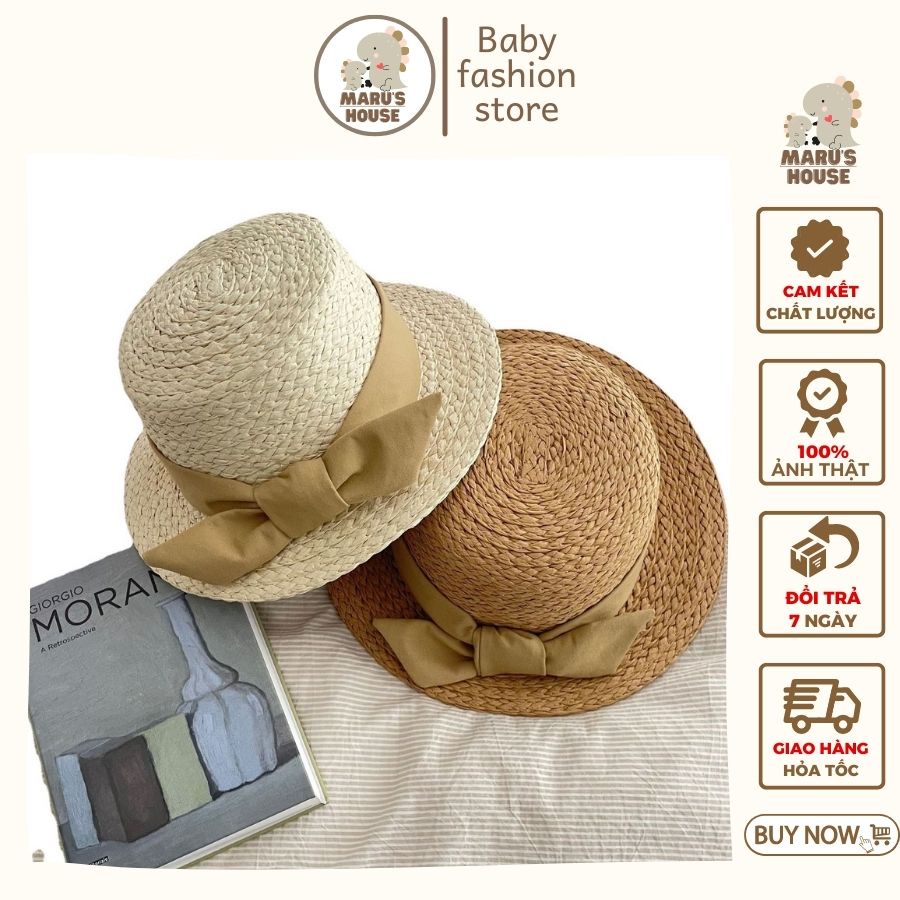 MARU'S
HOUSE
Baby
fashion
store
MARU'S
HOUSE
CAM KẾT
CHẤT LƯỢNG
100%
ẢNH THẬT
ĐỔI TRẢ
7 NGÀY
GIAO HÀNG
HỎA TỐC
BUY NOW
GIORGIO
MORAN
A Retrospective